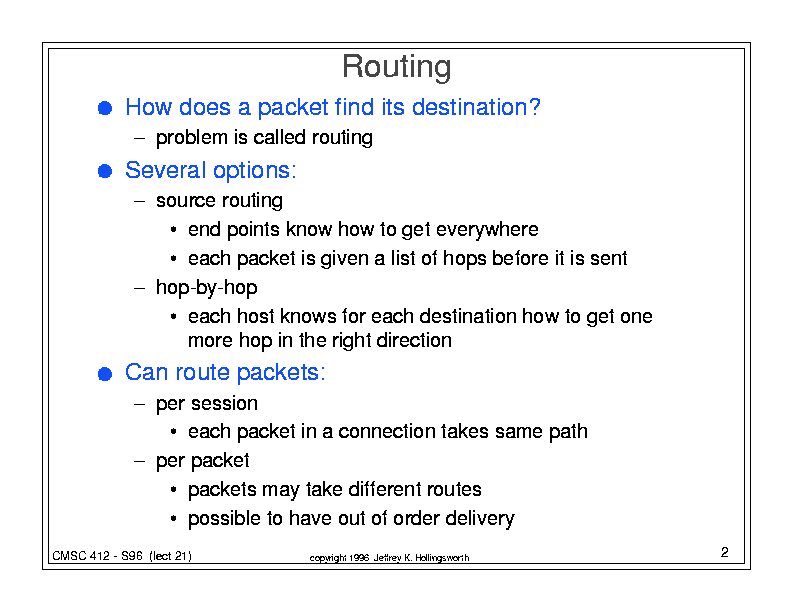 Routing
● How does a packet find its destination?
– problem is called routing
● Several options:
– source routing
• end points know how to get everywhere
• each packet is given a list of hops before it is sent
– hop-by-hop
• each host knows for each destination how to get one
more hop in the right direction
● Can route packets:
– per session
• each packet in a connection takes same path
– per packet
• packets may take different routes
• possible to have out of order delivery
CMSC 412 - S96 (lect 21)
copyright 1996 Jeffrey K. Hollingsworth
2